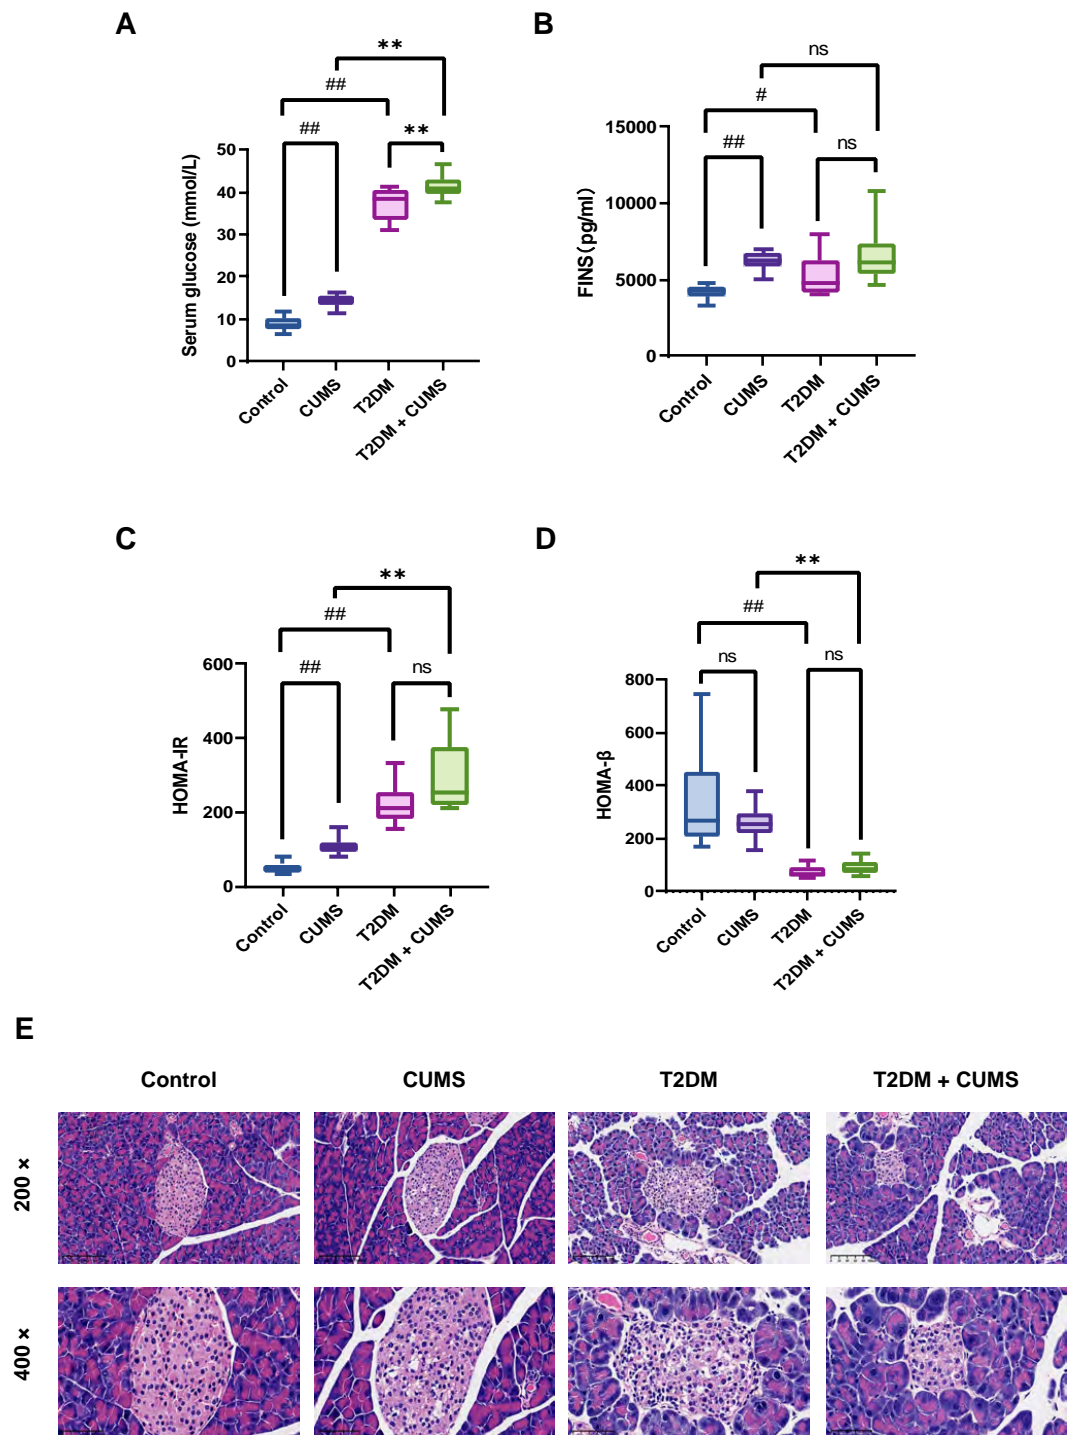 A
**
##
##
**
Serum glucose (mmol/L)
50
40
30
20
10
0
Control
CUMS
T2DM
T2DM + CUMS
B
ns
#
##
ns
FINS(pg/ml)
15000
10000
5000
0
Control
CUMS
T2DM
T2DM + CUMS
C
**
##
##
ns
HOMA-IR
600
400
200
0
Control
CUMS
T2DM
T2DM + CUMS
D
**
##
ns
ns
HOMA-β
800
600
400
200
0
Control
CUMS
T2DM
T2DM + CUMS
E
Control
CUMS
T2DM
T2DM + CUMS
200 ×
400 ×